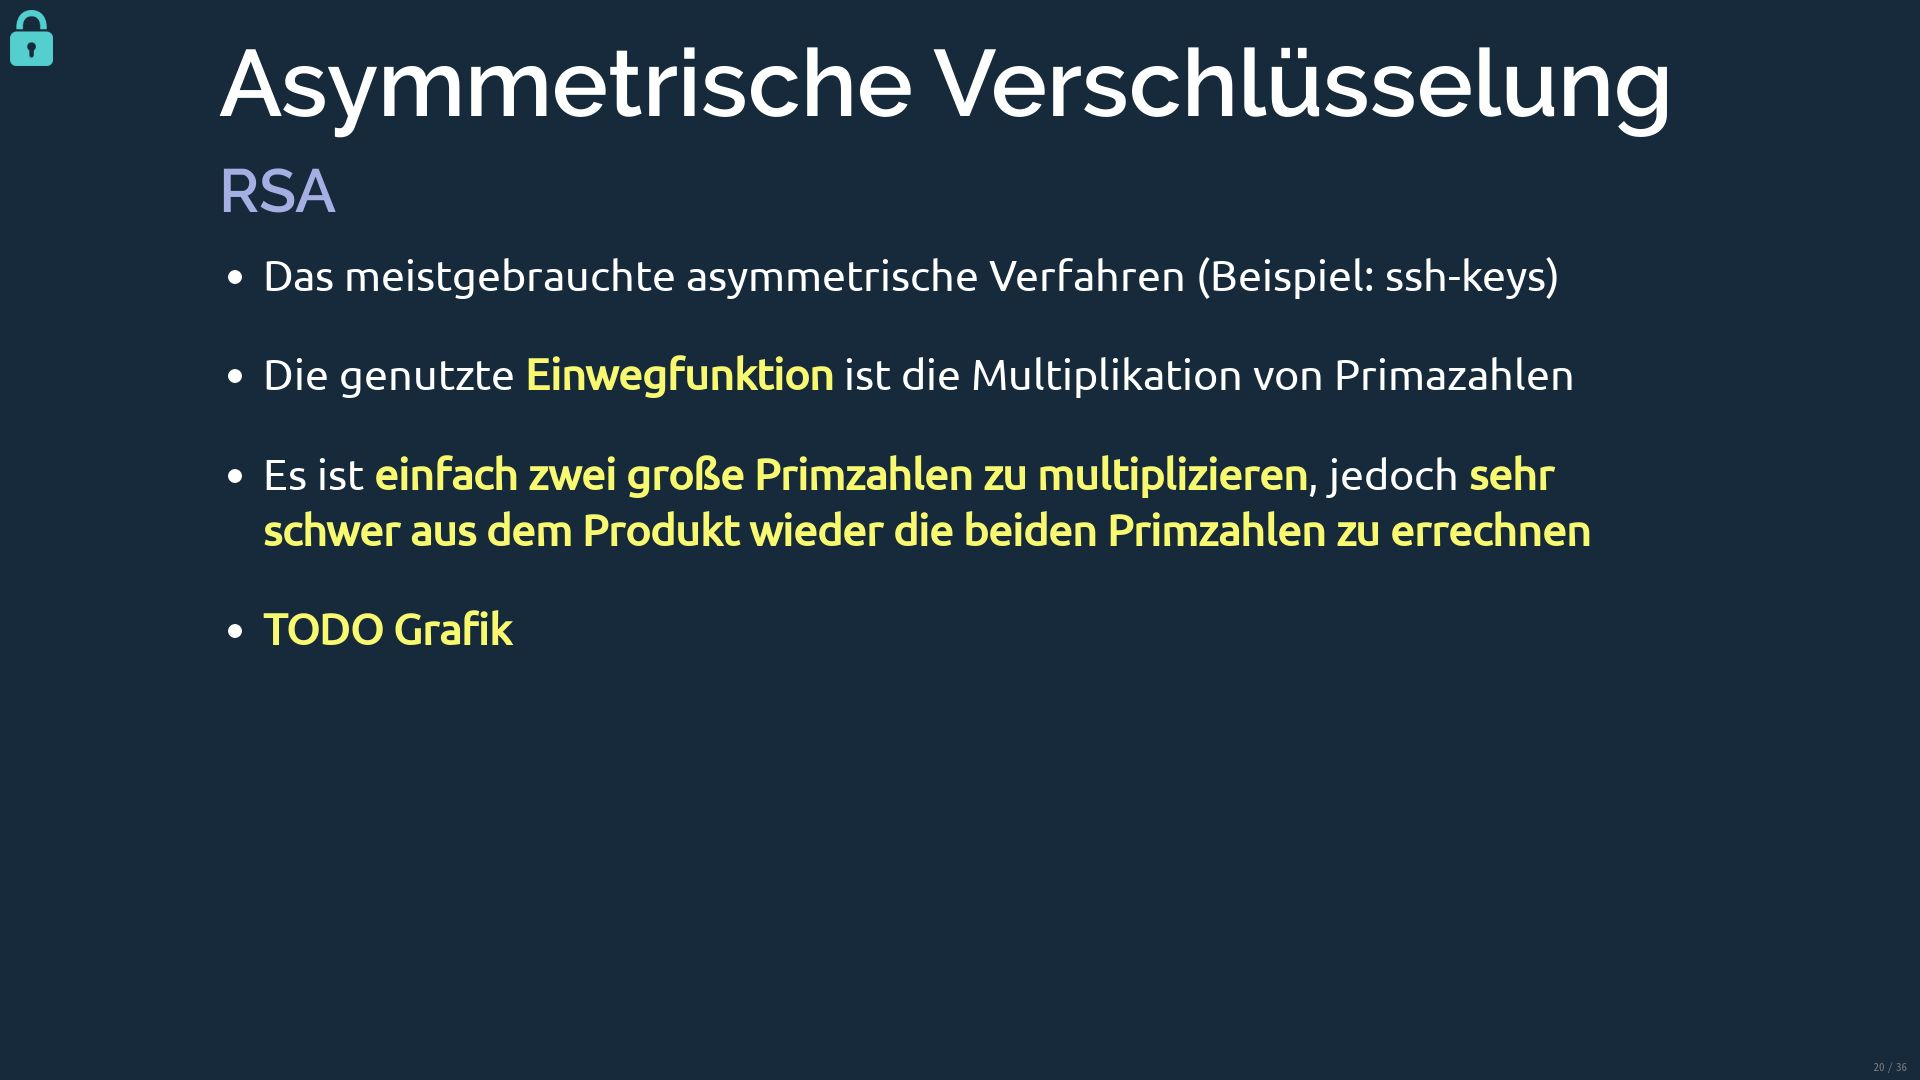 Asymmetrische Verschlüsselung
RSA
• Das meistgebrauchte asymmetrische Verfahren (Beispiel: ssh-keys)
• Die genutzte Einwegfunktion ist die Multiplikation von Primazahlen
• Es ist einfach zwei große Primzahlen zu multiplizieren, jedoch sehr
schwer aus dem Produkt wieder die beiden Primzahlen zu errechnen
• TODO Grafik
20 / 36